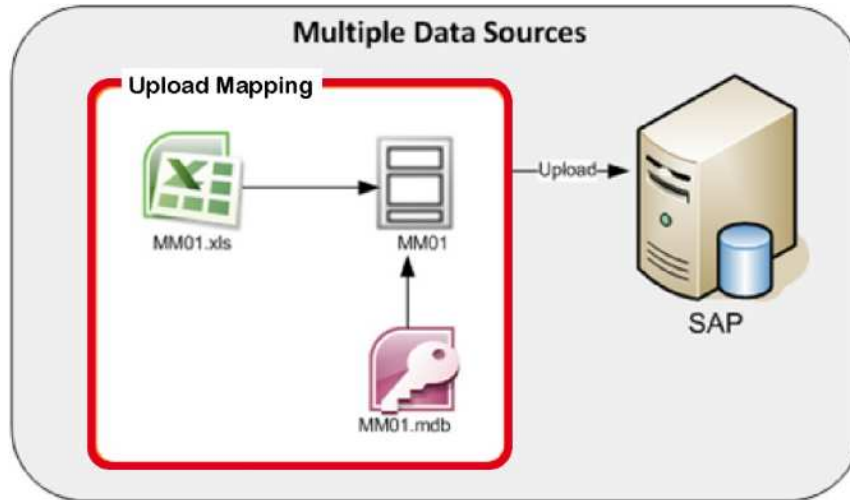 Multiple Data Sources
Upload Mapping
MM01.xls
MM01
Upload
SAP
MM01.mdb